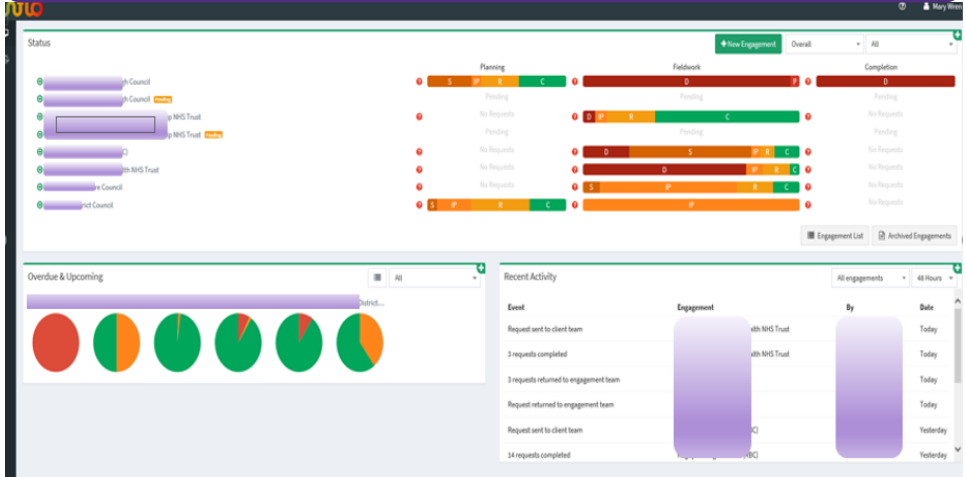 Mary Wren
Status
New Engagement
Overall
All
Planning
Fieldwork
Completion
h Council
S IP R C
D P
D
h Council Pending
Pending
Pending
Pending
p NHS Trust
No Requests
D IP R C
No Requests
p NHS Trust Pending
Pending
Pending
Pending
No Requests
D S IP R C
No Requests
th NHS Trust
No Requests
D IP R C
No Requests
re Council
No Requests
S IP R C
No Requests
rict Council
S IP R C
IP
No Requests
Engagement List
Archived Engagements
Overdue & Upcoming
All
District...
Recent Activity
All engagements
48 Hours
Event Engagement By Date
Request sent to client team alth NHS Trust Today
3 requests completed alth NHS Trust Today
3 requests returned to engagement team Today
Request returned to engagement team Today
Request sent to client team Yesterday
14 requests completed Yesterday